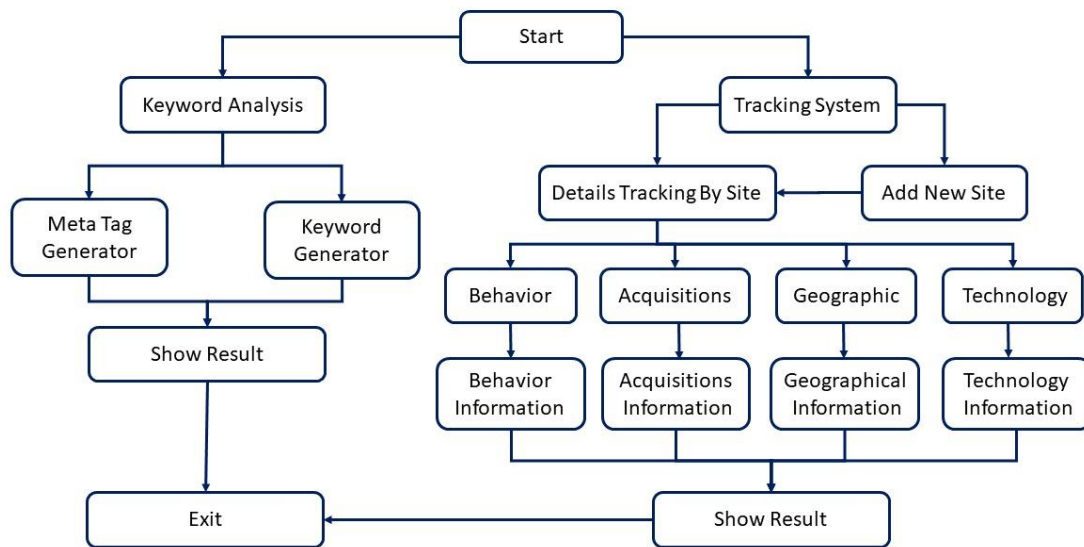 Start
Keyword Analysis
Tracking System
Meta Tag
Generator
Keyword
Generator
Details Tracking By Site
Add New Site
Behavior
Acquisitions
Geographic
Technology
Show Result
Behavior
Information
Acquisitions
Information
Geographical
Information
Technology
Information
Exit
Show Result